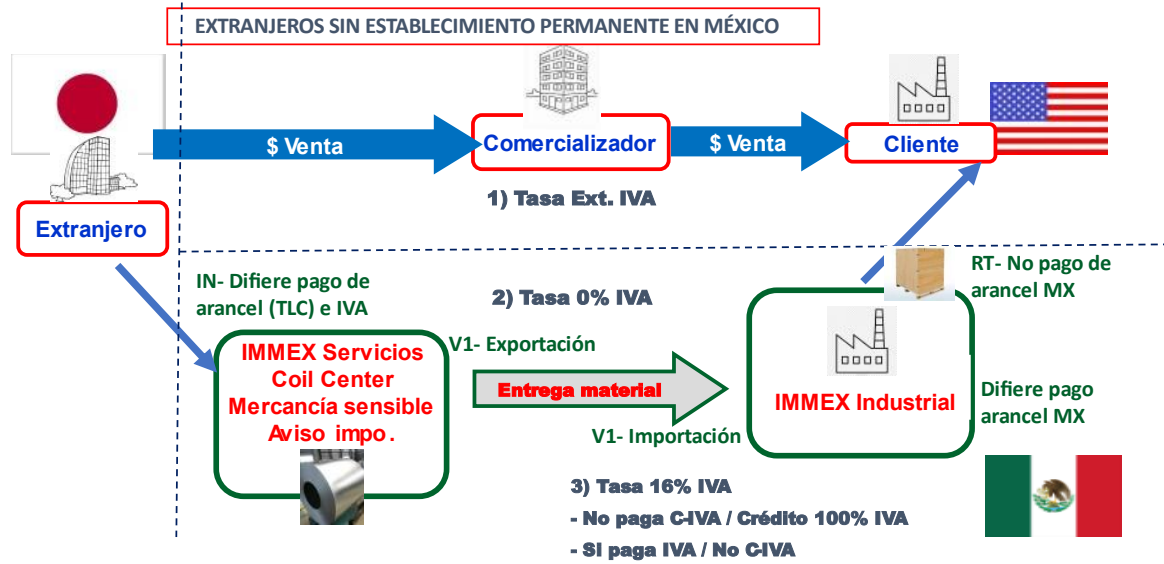 EXTRANJEROS SIN ESTABLECIMIENTO PERMANENTE EN MÉXICO
$ Venta
Comercializador
$ Venta
Cliente
1) Tasa Ext. IVA
Extranjero
IN- Difiere pago de
arancel (TLC) e IVA
2) Tasa 0% IVA
RT- No pago de
arancel MX
IMMEX Servicios
Coil Center
Mercancía sensible
Aviso impo.
V1- Exportación
Entrega material
V1- Importación
IMMEX Industrial
Difiere pago
arancel MX
3) Tasa 16% IVA
- No paga C-IVA / Crédito 100% IVA
- SI paga IVA / No C-IVA